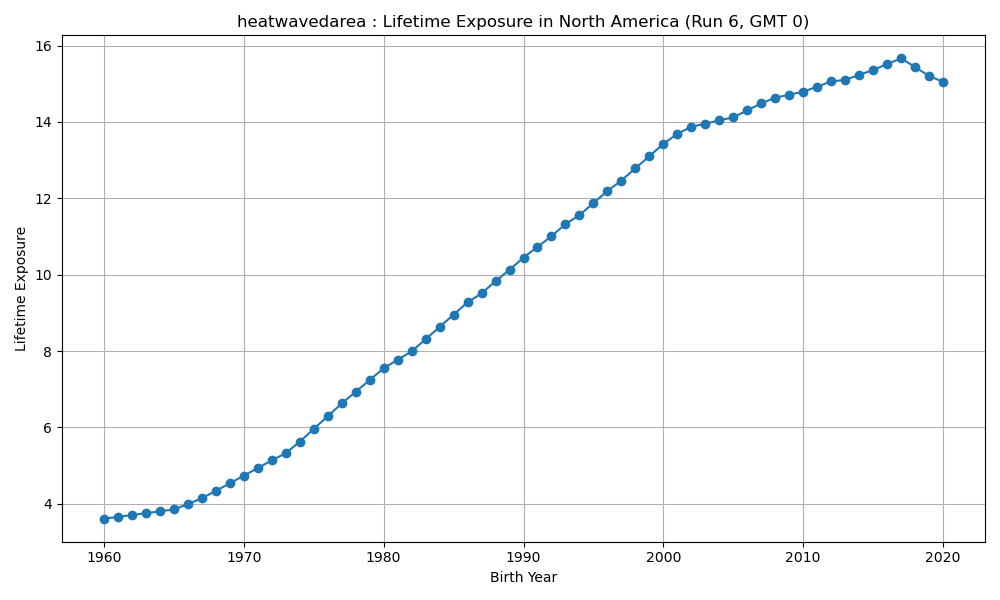 heatwavedarea : Lifetime Exposure in North America (Run 6, GMT 0)
Lifetime Exposure
16
14
12
10
8
6
4
1960 1970 1980 1990 2000 2010 2020
Birth Year